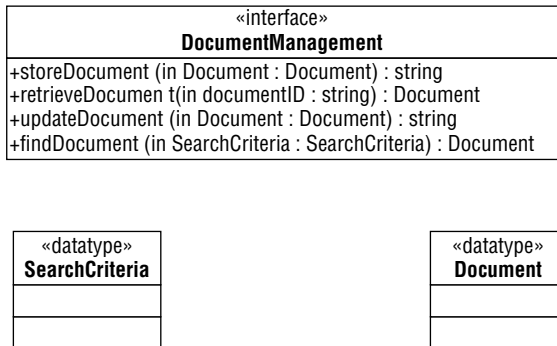 «interface»
DocumentManagement
+storeDocument (in Document : Document) : string
+retrieveDocumen t(in documentID : string) : Document
+updateDocument (in Document : Document) : string
+findDocument (in SearchCriteria : SearchCriteria) : Document
«datatype»
SearchCriteria
«datatype»
Document